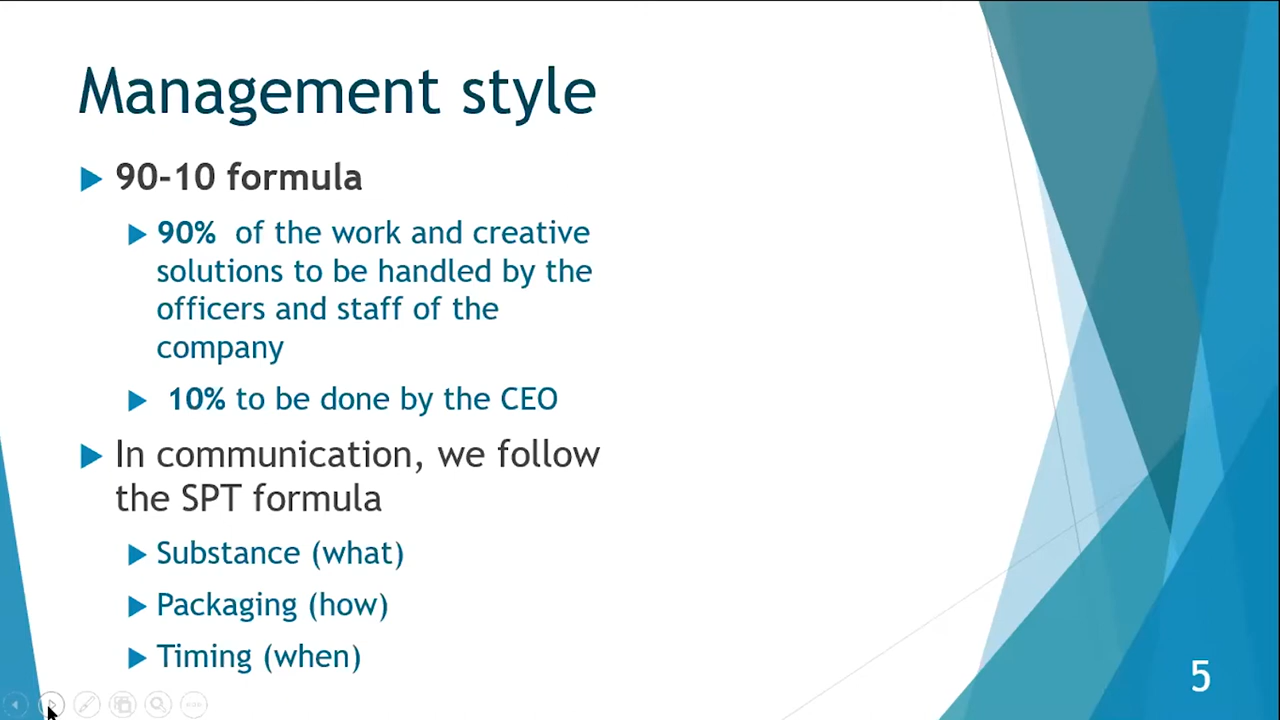 Management style
90-10 formula
90% of the work and creative
solutions to be handled by the
officers and staff of the
company
10% to be done by the CEO
In communication, we follow
the SPT formula
Substance (what)
Packaging (how)
Timing (when)
5